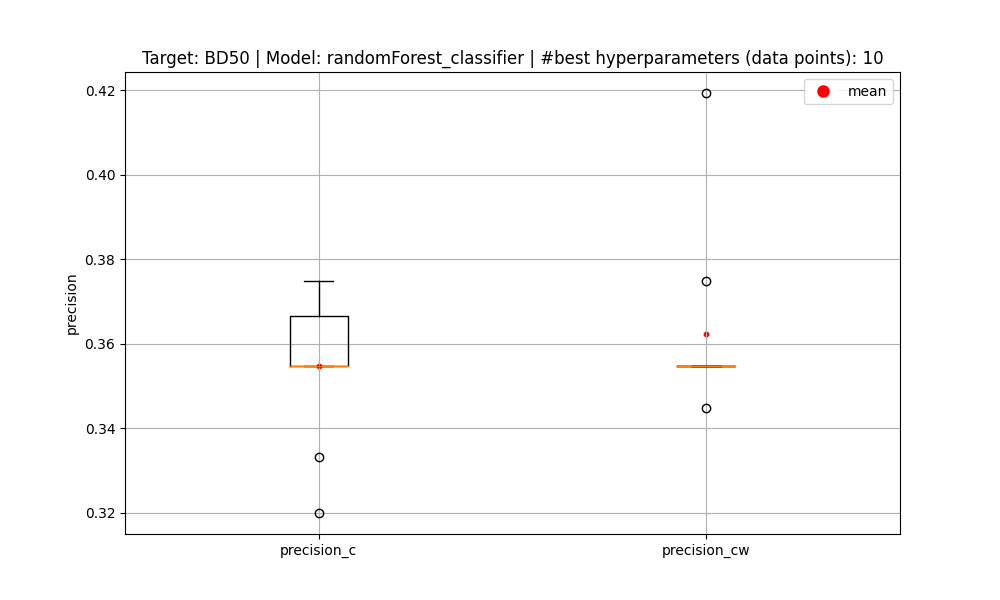 Target: BD50 | Model: randomForest_classifier | #best hyperparameters (data points): 10
mean
0.42
0.40
0.38
0.36
0.34
0.32
precision
precision_c
precision_cw